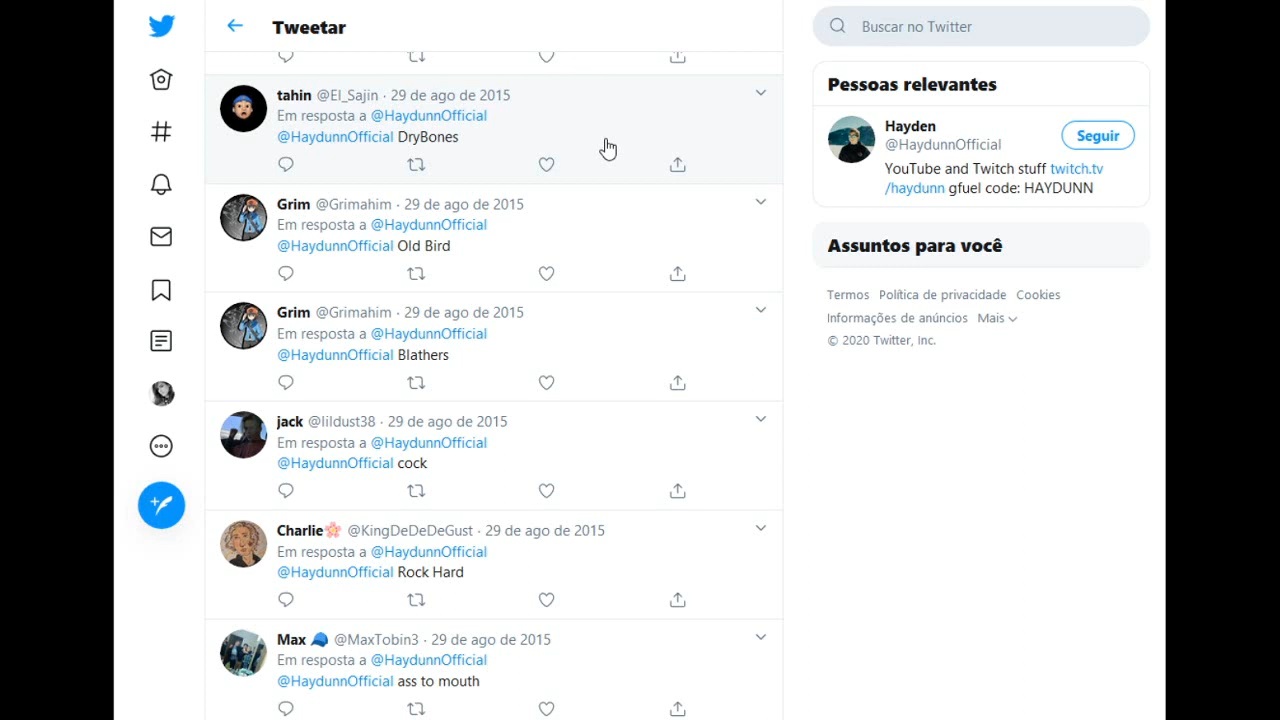 Tweetar
tahin @El_Sajin · 29 de ago de 2015
Em resposta a @HaydunnOfficial
@HaydunnOfficial DryBones
Grim @Grimahim · 29 de ago de 2015
Em resposta a @HaydunnOfficial
@HaydunnOfficial Old Bird
Grim @Grimahim · 29 de ago de 2015
Em resposta a @HaydunnOfficial
@HaydunnOfficial Blathers
jack @lildust38 · 29 de ago de 2015
Em resposta a @HaydunnOfficial
@HaydunnOfficial cock
Charlie🌸 @KingDeDeDeGust · 29 de ago de 2015
Em resposta a @HaydunnOfficial
@HaydunnOfficial Rock Hard
Max 🧢 @MaxTobin3 · 29 de ago de 2015
Em resposta a @HaydunnOfficial
@HaydunnOfficial ass to mouth
Buscar no Twitter
Pessoas relevantes
Hayden
@HaydunnOfficial
Seguir
YouTube and Twitch stuff twitch.tv
/haydunn gfuel code: HAYDUNN
Assuntos para você
Termos Política de privacidade Cookies
Informações de anúncios Mais
© 2020 Twitter, Inc.